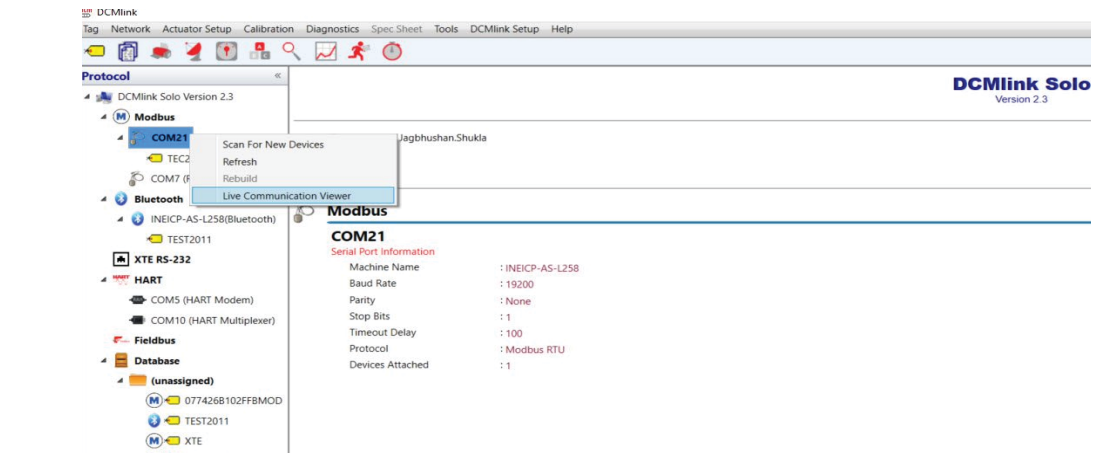 DCMlink
Tag Network Actuator Setup Calibration Diagnostics Spec Sheet Tools DCMlink Setup Help
Protocol «
DCMlink Solo
Version 2.3
DCMlink Solo Version 2.3
Modbus
COM21
Jagbhushan.Shukla
Scan For New Devices
TEC2
Refresh
COM7
Rebuild
Bluetooth
Live Communication Viewer
INEICP-AS-L258(Bluetooth)
TEST2011
XTE RS-232
HART
COM5 (HART Modem)
COM10 (HART Multiplexer)
Fieldbus
Database
(unassigned)
077426B102FFBMOD
TEST2011
XTE
Modbus
COM21
Serial Port Information
Machine Name : INEICP-AS-L258
Baud Rate : 19200
Parity : None
Stop Bits : 1
Timeout Delay : 100
Protocol : Modbus RTU
Devices Attached : 1